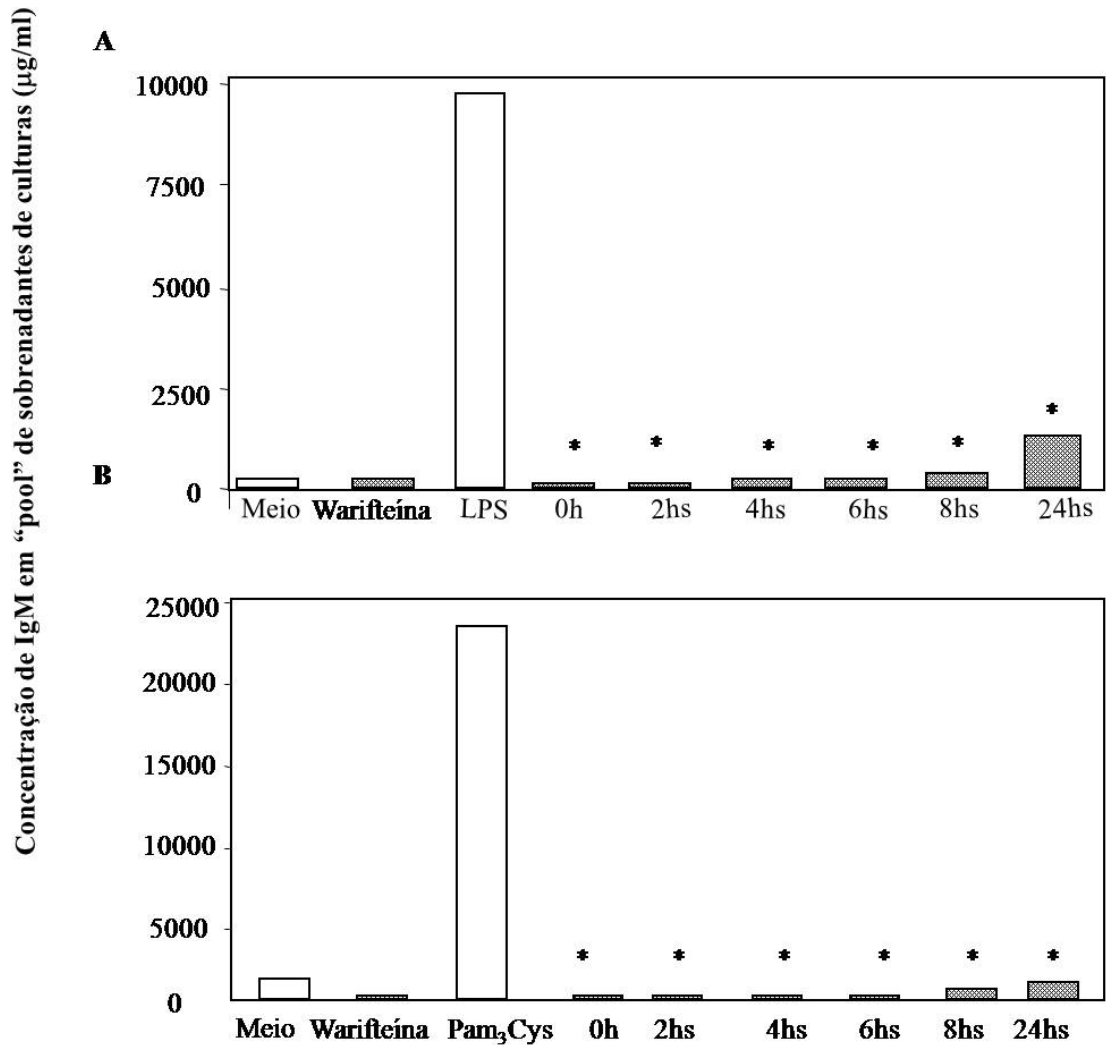 Concentração de IgM em “pool” de sobrenadantes de culturas (µg/ml)
A
10000
7500
5000
2500
0
* * * * * *
Meio Warifteína LPS 0h 2hs 4hs 6hs 8hs 24hs
B
25000
20000
15000
10000
5000
0
* * * * * *
Meio Warifteína Pam₃Cys 0h 2hs 4hs 6hs 8hs 24hs